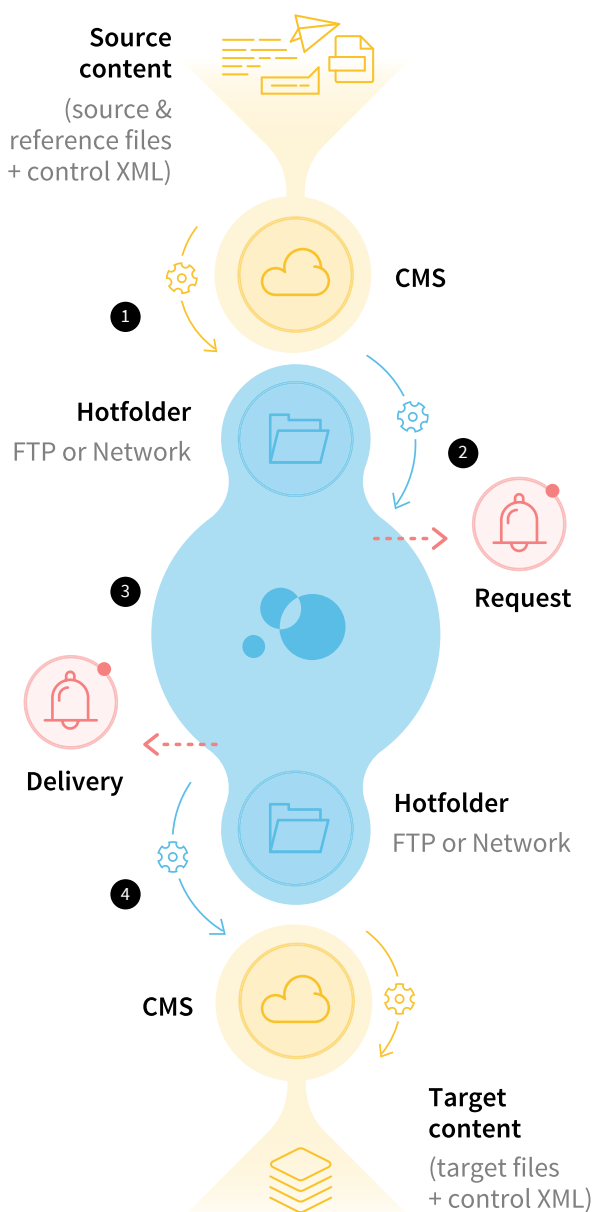 Source
content
(source &
reference files
+ control XML)
CMS
1
Hotfolder
FTP or Network
2
Request
3
Delivery
Hotfolder
FTP or Network
4
CMS
Target
content
(target files
+ control XML)